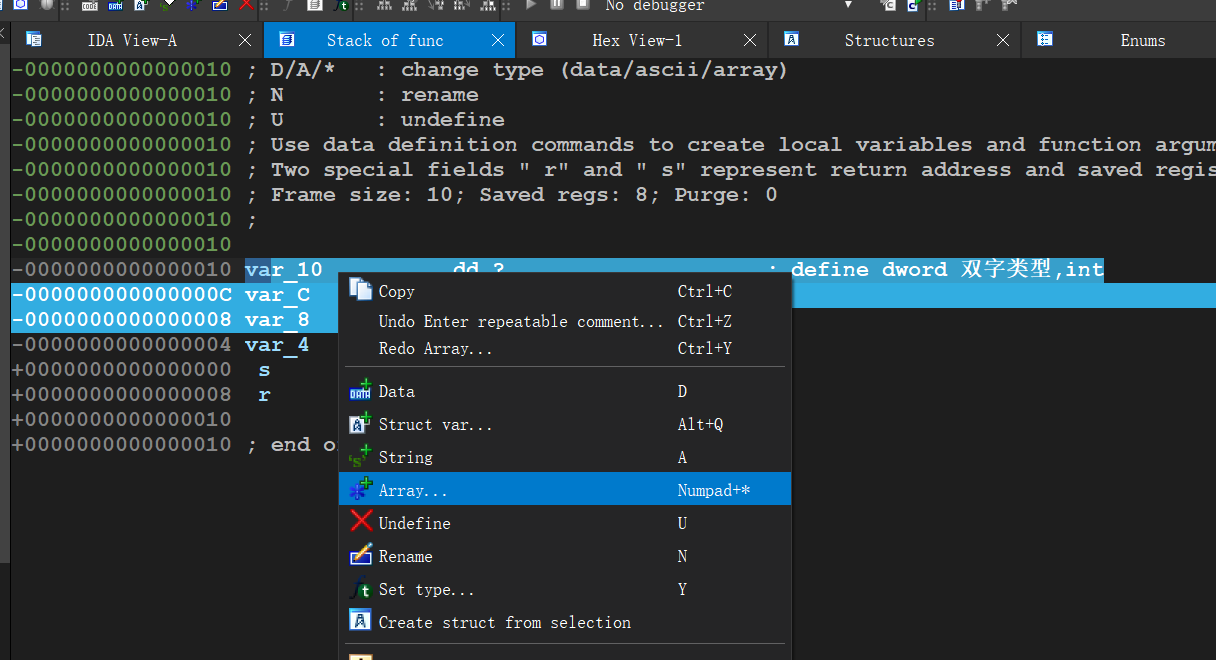 No debugger
IDA View-A
Stack of func
Hex View-1
Structures
Enums
-0000000000000010 ; D/A/*   : change type (data/ascii/array)
-0000000000000010 ; N       : rename
-0000000000000010 ; U       : undefine
-0000000000000010 ; Use data definition commands to create local variables and function argum
-0000000000000010 ; Two special fields " r" and " s" represent return address and saved regis
-0000000000000010 ; Frame size: 10; Saved regs: 8; Purge: 0
-0000000000000010 ;
-0000000000000010
-0000000000000010 var_10          dd ?                    ; define dword 双字类型,int
-000000000000000C var_C
-0000000000000008 var_8
-0000000000000004 var_4
+0000000000000000  s
+0000000000000008  r
+0000000000000010
+0000000000000010 ; end o
Copy Ctrl+C
Undo Enter repeatable comment... Ctrl+Z
Redo Array... Ctrl+Y
Data D
Struct var... Alt+Q
String A
Array... Numpad+*
Undefine U
Rename N
Set type... Y
Create struct from selection